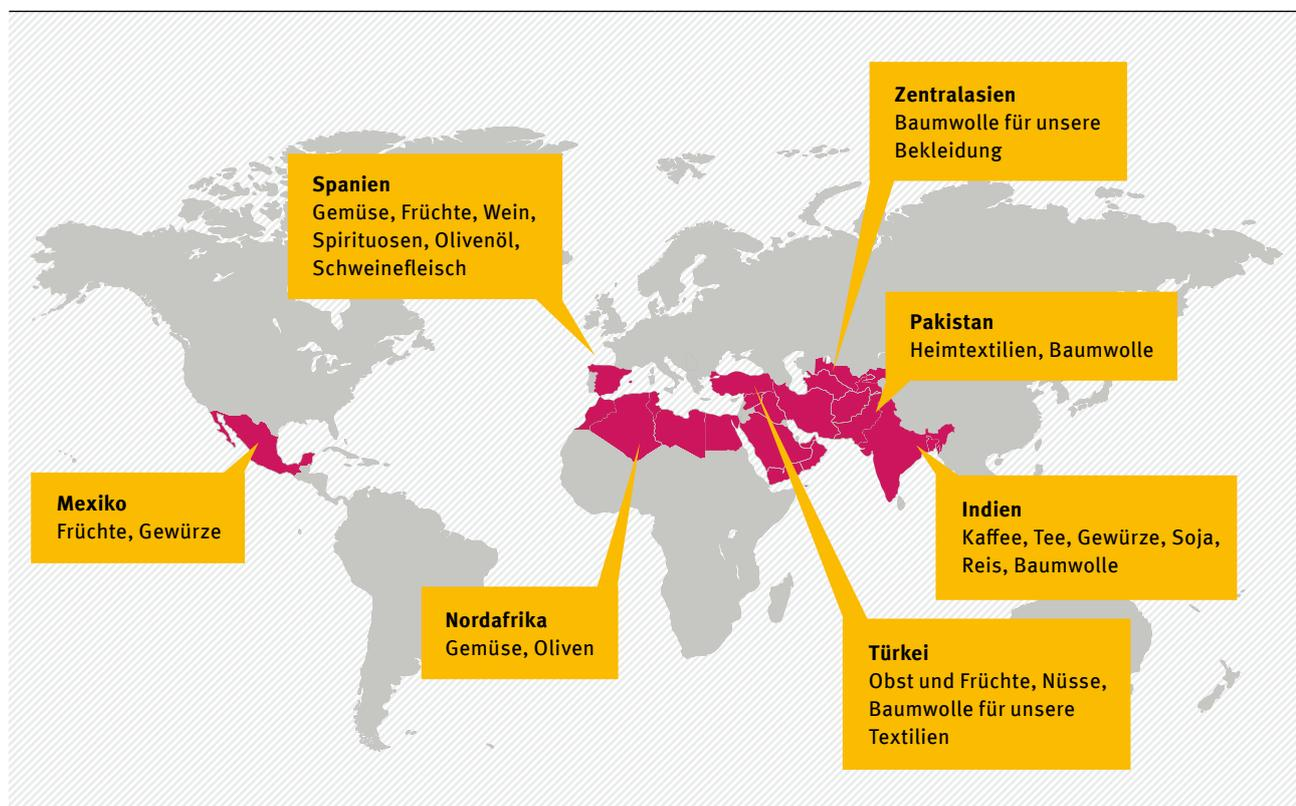 Zentralasien
Baumwolle für unsere
Bekleidung
Spanien
Gemüse, Früchte, Wein,
Spirituosen, Olivenöl,
Schweinefleisch
Pakistan
Heimtextilien, Baumwolle
Mexiko
Früchte, Gewürze
Indien
Kaffee, Tee, Gewürze, Soja,
Reis, Baumwolle
Nordafrika
Gemüse, Oliven
Türkei
Obst und Früchte, Nüsse,
Baumwolle für unsere
Textilien